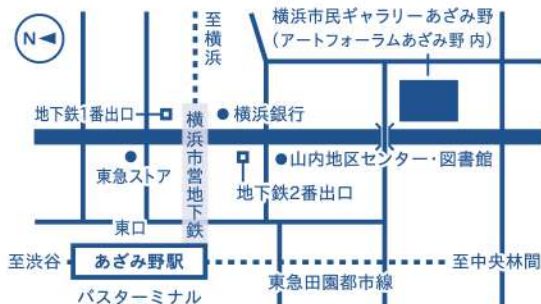 N
至横浜
横浜市民ギャラリーあざみ野
（アートフォーラムあざみ野 内）
地下鉄1番出口
横浜銀行
横浜市営地下鉄
東急ストア
山内地区センター・図書館
地下鉄2番出口
東口
至渋谷
あざみ野駅
至中央林間
東急田園都市線
バスターミナル